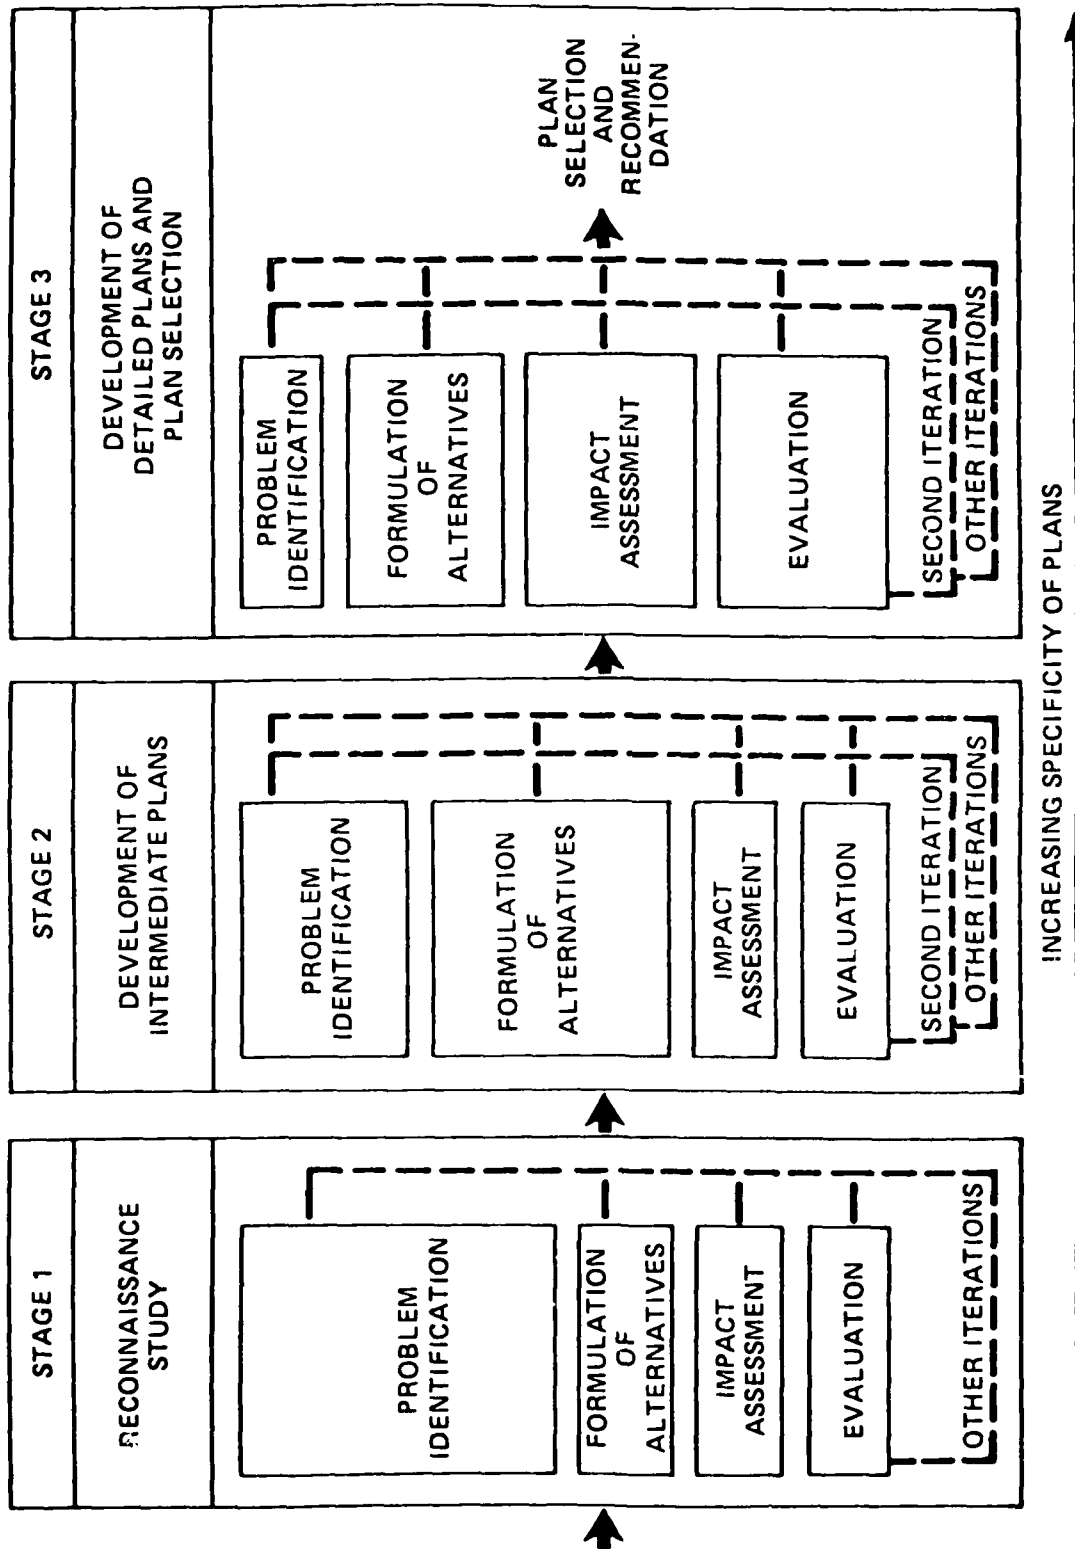 STAGE 1
RECONNAISSANCE
STUDY
PROBLEM
IDENTIFICATION
FORMULATION
OF
ALTERNATIVES
IMPACT
ASSESSMENT
EVALUATION
OTHER ITERATIONS
STAGE 2
DEVELOPMENT OF
INTERMEDIATE PLANS
PROBLEM
IDENTIFICATION
FORMULATION
OF
ALTERNATIVES
IMPACT
ASSESSMENT
EVALUATION
SECOND ITERATION
OTHER ITERATIONS
STAGE 3
DEVELOPMENT OF
DETAILED PLANS AND
PLAN SELECTION
PROBLEM
IDENTIFICATION
FORMULATION
OF
ALTERNATIVES
IMPACT
ASSESSMENT
EVALUATION
SECOND ITERATION
OTHER ITERATIONS
PLAN
SELECTION
AND
RECOMMEN-
DATION
INCREASING SPECIFICITY OF PLANS